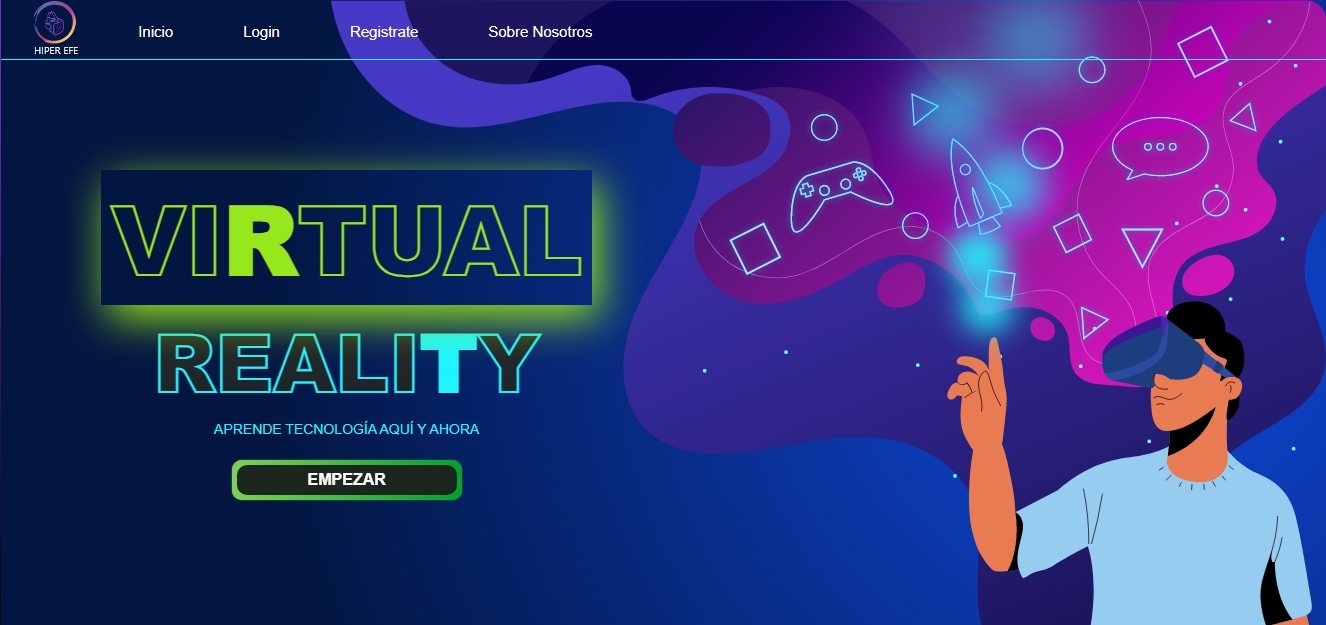 HIPER EFE
Inicio
Login
Registrate
Sobre Nosotros
VIRTUAL
REALITY
APRENDE TECNOLOGÍA AQUÍ Y AHORA
EMPEZAR